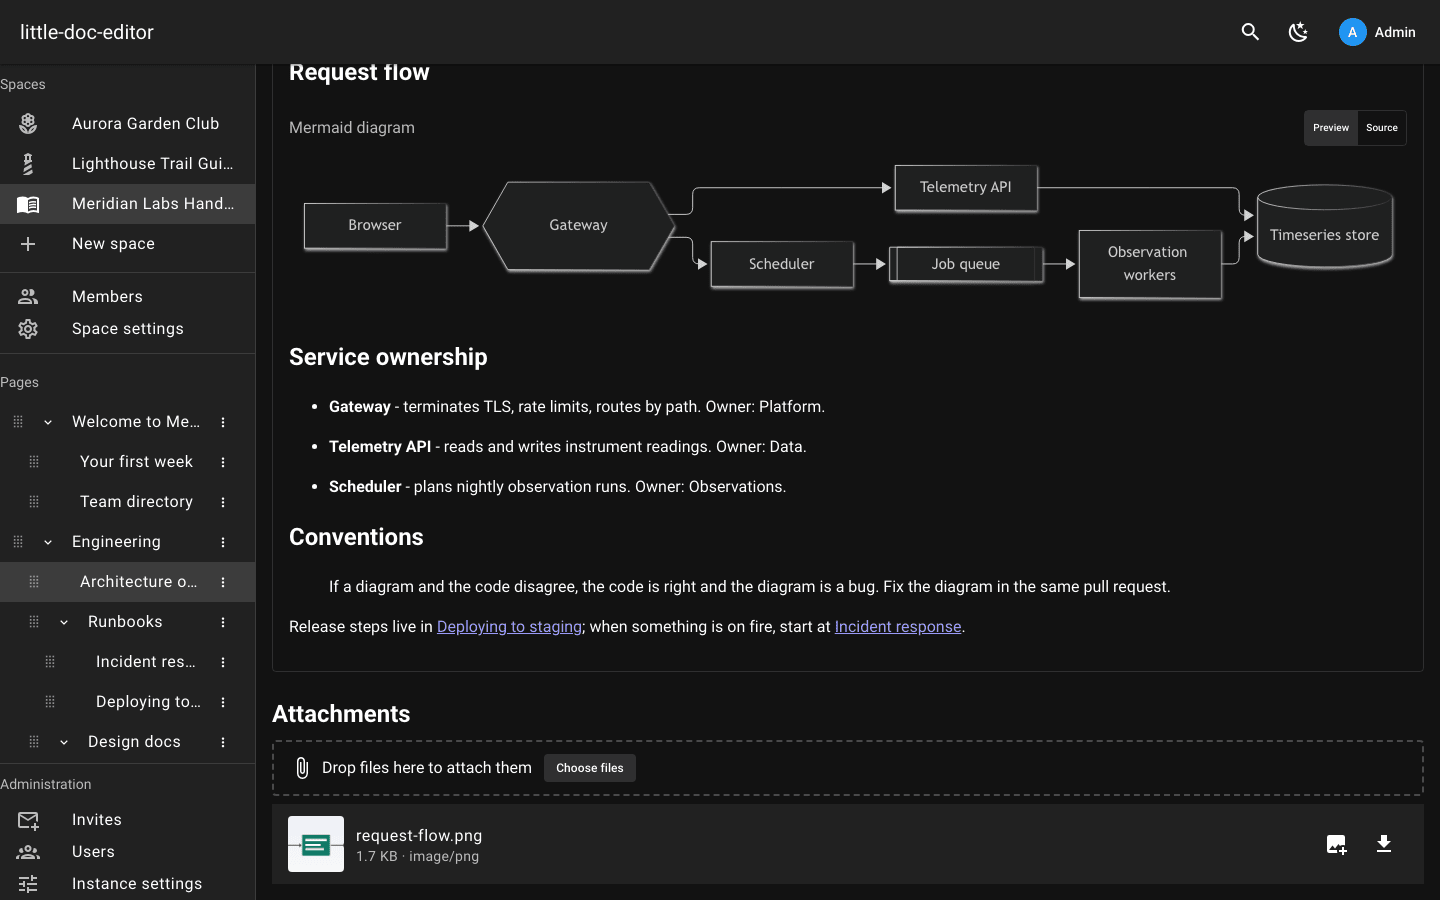 little-doc-editor
A
Admin
Spaces
Aurora Garden Club
Lighthouse Trail Gui...
Meridian Labs Hand...
New space
Members
Space settings
Pages
Welcome to Me...
Your first week
Team directory
Engineering
Architecture o...
Runbooks
Incident res...
Deploying to...
Design docs
Administration
Invites
Users
Instance settings
Request flow
Mermaid diagram
Preview
Source
Browser
Gateway
Telemetry API
Scheduler
Job queue
Observation
workers
Timeseries store
Service ownership
• Gateway - terminates TLS, rate limits, routes by path. Owner: Platform.
• Telemetry API - reads and writes instrument readings. Owner: Data.
• Scheduler - plans nightly observation runs. Owner: Observations.
Conventions
If a diagram and the code disagree, the code is right and the diagram is a bug. Fix the diagram in the same pull request.
Release steps live in Deploying to staging; when something is on fire, start at Incident response.
Attachments
Drop files here to attach them
Choose files
request-flow.png
1.7 KB · image/png